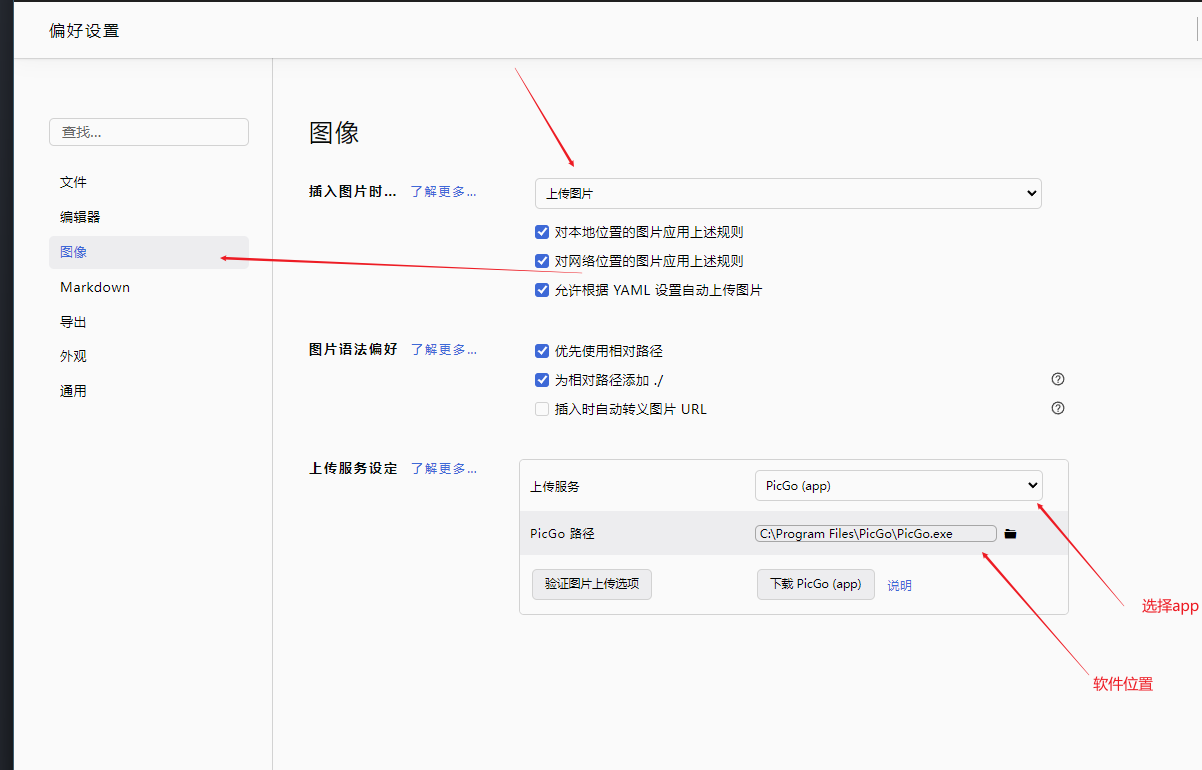 偏好设置
查找...
文件
编辑器
图像
Markdown
导出
外观
通用
图像
插入图片时... 了解更多... 上传图片
对本地位置的图片应用上述规则
对网络位置的图片应用上述规则
允许根据 YAML 设置自动上传图片
图片语法偏好 了解更多... 优先使用相对路径
为相对路径添加 ./
插入时自动转义图片 URL
上传服务设定 了解更多...
上传服务 PicGo (app)
PicGo 路径 C:\Program Files\PicGo\PicGo.exe
验证图片上传选项 下载 PicGo (app) 说明
选择app
软件位置